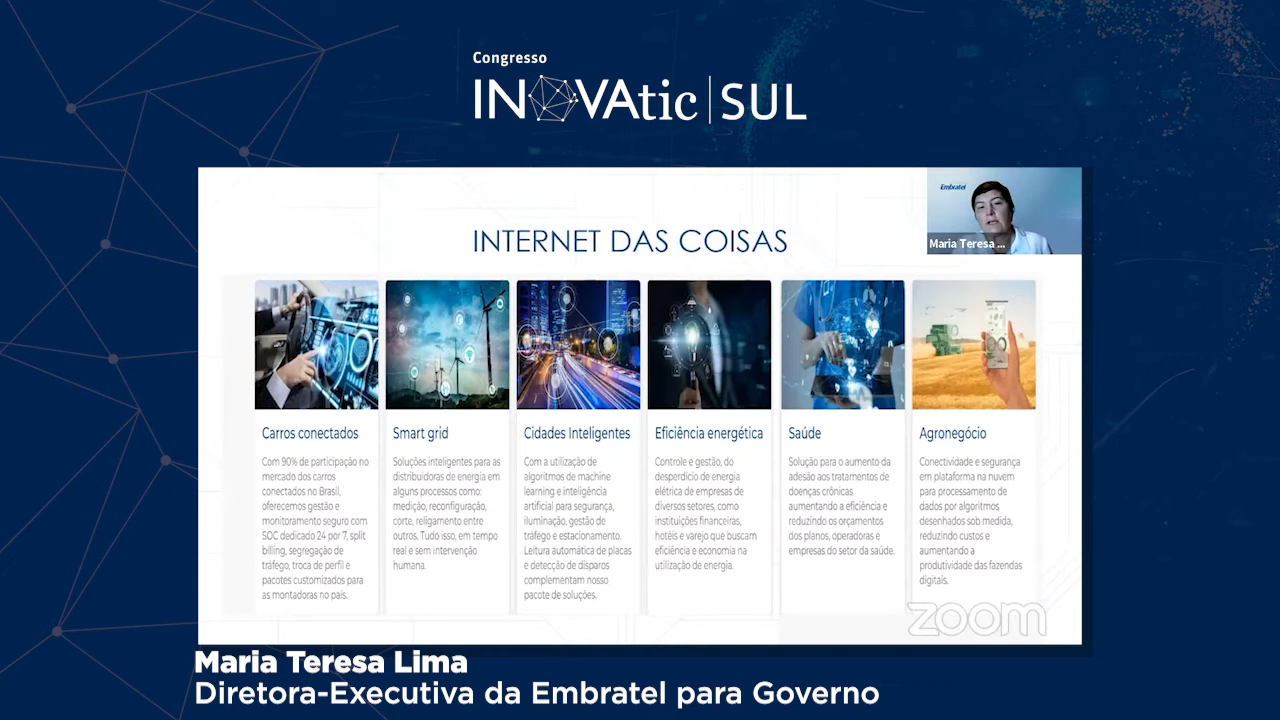 Congresso
INOVAtic | SUL
Embratel
Maria Teresa ...
INTERNET DAS COISAS
Carros conectados
Com 90% de participação no
mercado dos carros
conectados no Brasil,
oferecemos gestão e
monitoramento seguro com
SOC dedicado 24 por 7, split
billing, segregação de
tráfego, troca de perfil e
pacotes customizados para
as montadoras no país.
Smart grid
Soluções inteligentes para as
distribuidoras de energia em
alguns processos como:
medição, reconfiguração,
corte, religamento entre
outros. Tudo isso, em tempo
real e sem intervenção
humana.
Cidades Inteligentes
Com a utilização de
algoritmos de machine
learning e inteligência
artificial para segurança,
iluminação, gestão de
tráfego e estacionamento.
Leitura automática de placas
e detecção de disparos
complementam nosso
pacote de soluções.
Eficiência energética
Controle e gestão, do
desperdício de energia
elétrica de empresas de
diversos setores, como
instituições financeiras,
hotéis e varejo que buscam
eficiência e economia na
utilização de energia.
Saúde
Solução para o aumento da
adesão aos tratamentos de
doenças crônicas
aumentando a eficiência e
reduzindo os orçamentos
dos planos, operadoras e
empresas do setor da saúde.
Agronegócio
Conectividade e segurança
em plataforma na nuvem
para processamento de
dados por algoritmos
desenhados sob medida,
reduzindo custos e
aumentando a
produtividade das fazendas
digitais.
zoom
Maria Teresa Lima
Diretora-Executiva da Embratel para Governo